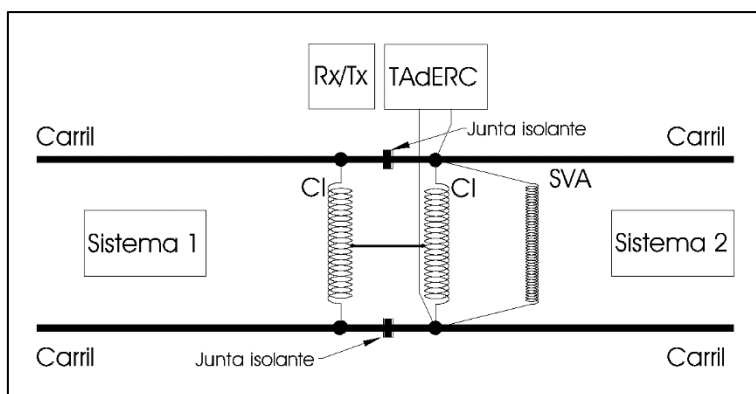 Rx/Tx
TAdERC
Carril
Junta isolante
Carril
CI
CI
SVA
Sistema 1
Sistema 2
Carril
Junta isolante
Carril